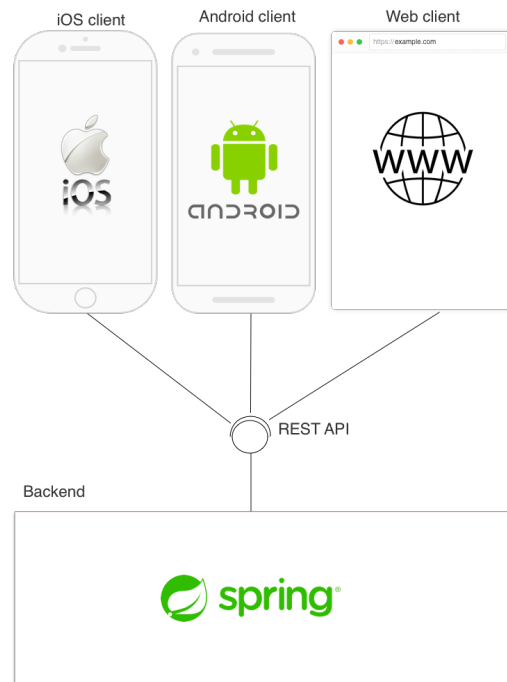 iOS client
Android client
Web client
https://example.com
iOS
ANDROID
WWW
REST API
Backend
spring®